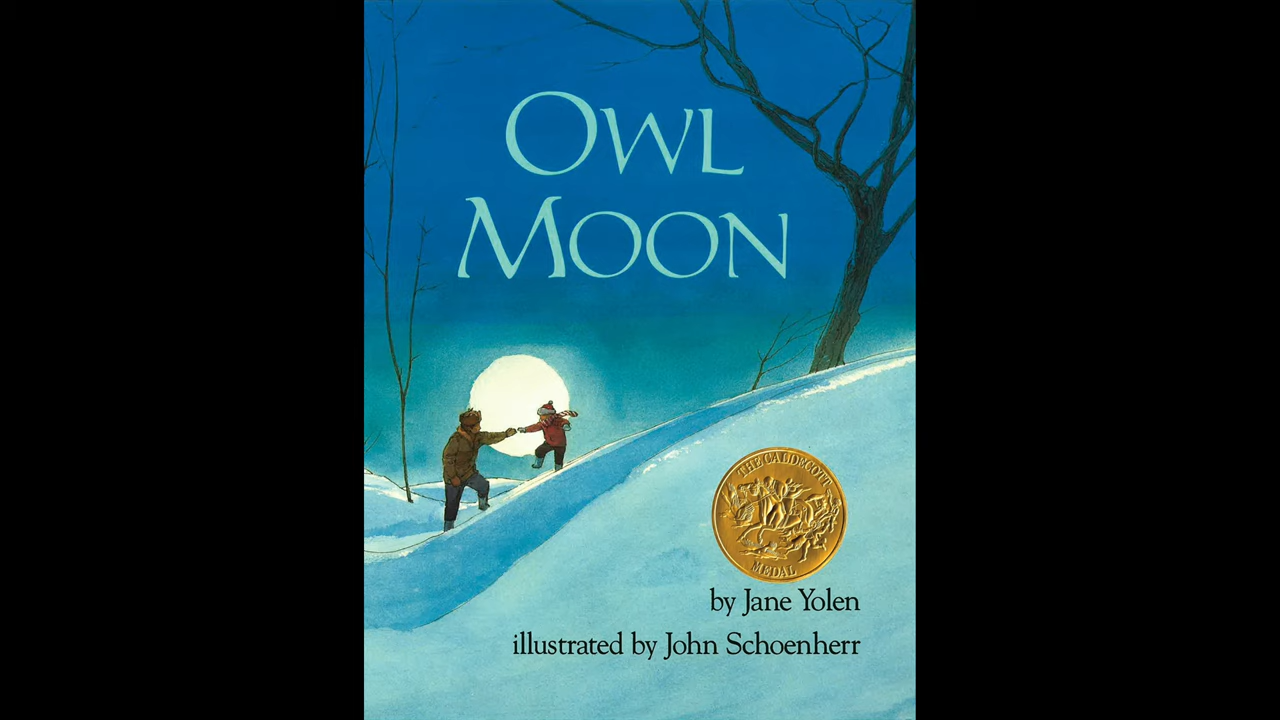 OWL
MOON
THE CALDECOTT
MEDAL
by Jane Yolen
illustrated by John Schoenherr